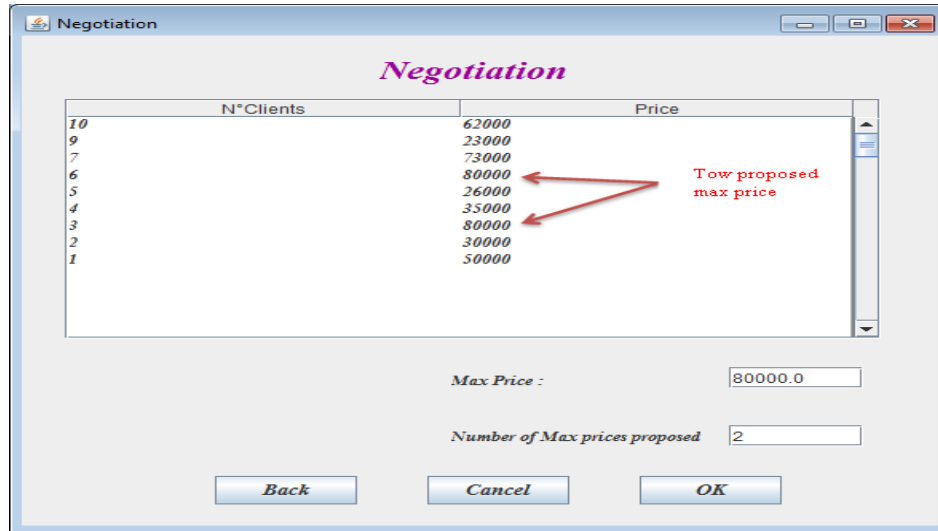 Negotiation
Negotiation
N°Clients Price
10 62000
9 23000
7 73000
6 80000
5 26000
4 35000
3 80000
2 30000
1 50000
Tow proposed
max price
Max Price : 80000.0
Number of Max prices proposed 2
Back Cancel OK